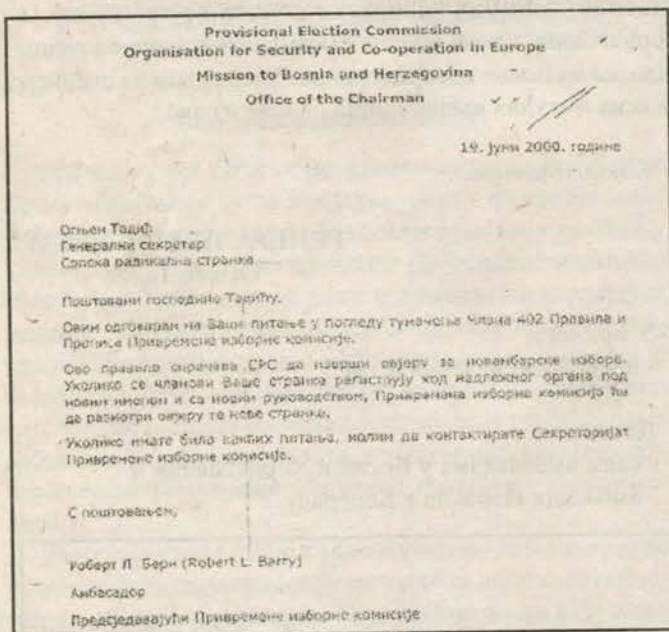 Provisional Election Commission
Organisation for Security and Co-operation in Europe
Mission to Bosnia and Herzegovina
Office of the Chairman
19. јуни 2000. године
Огњен Тадић
Генерални секретар
Српска радикална странка
Поштовани господине Тадићу,
Овим одговарам на Ваше питање у погледу тумачења члана 402 Правила и
Прописа Привремене изборне комисије.
Ово правило спречава СРС да изврши овјеру за новембарске изборе.
Уколико се чланови Ваше странке региструју код надлежног органа под
новим именом и са новим руководством, Привремена изборна комисија ће
да размотри овјеру те нове странке.
Уколико имате било каквих питања, молим да контактирате Секретаријат
Привремене изборне комисије.
С поштовањем,
Роберт Л. Бери (Robert L. Barry)
Амбасадор
Предсједавајући Привремене изборне комисије